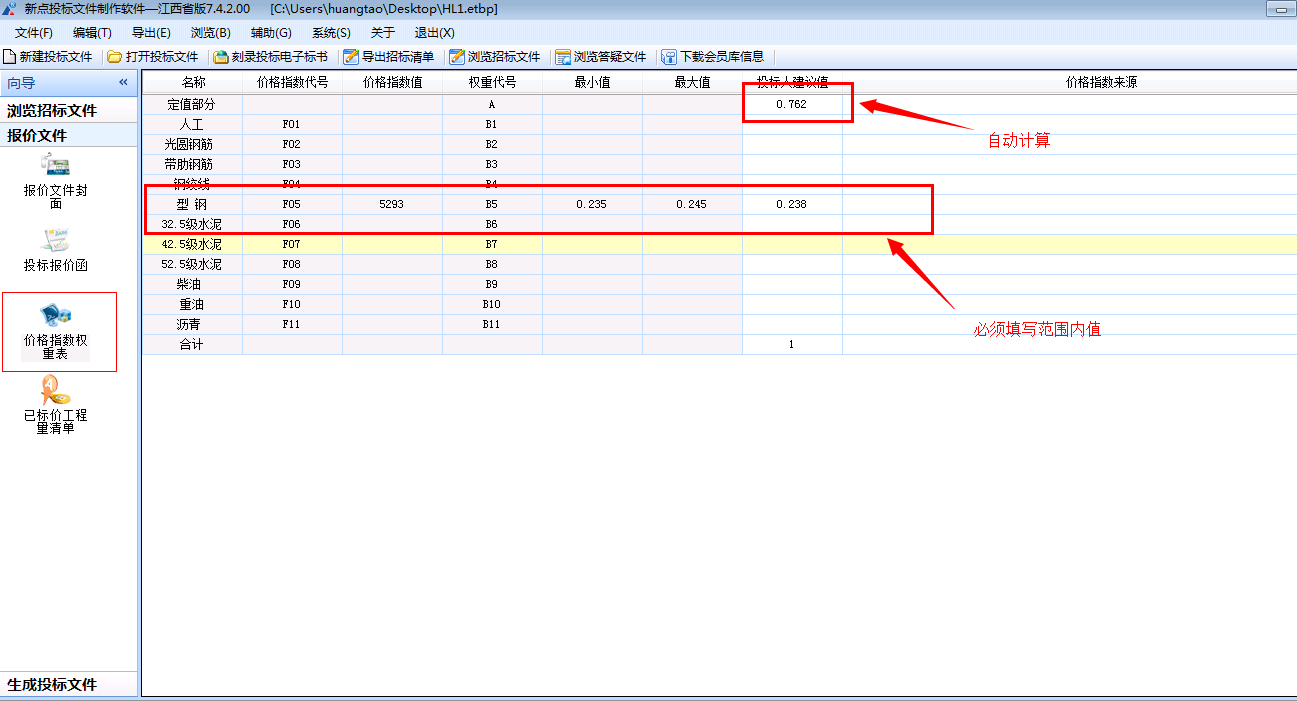 新点投标文件制作软件—江西省版7.4.2.00 [C:\Users\huangtao\Desktop\HL1.etbp]
文件(F) 编辑(T) 导出(E) 浏览(B) 辅助(G) 系统(S) 关于 退出(X)
新建投标文件 打开投标文件 刻录投标电子标书 导出招标清单 浏览招标文件 浏览答疑文件 下载会员库信息
向导 «
浏览招标文件
报价文件
报价文件封
面
投标报价函
价格指数权
重表
已标价工程
量清单
生成投标文件
名称 价格指数代号 价格指数值 权重代号 最小值 最大值 投标人建议值 价格指数来源
定值部分 A 0.762
人工 F01 B1
光圆钢筋 F02 B2
带肋钢筋 F03 B3
钢绞线 F04 B4
型 钢 F05 5293 B5 0.235 0.245 0.238
32.5级水泥 F06 B6
42.5级水泥 F07 B7
52.5级水泥 F08 B8
柴油 F09 B9
重油 F10 B10
沥青 F11 B11
合计 1
自动计算
必须填写范围内值